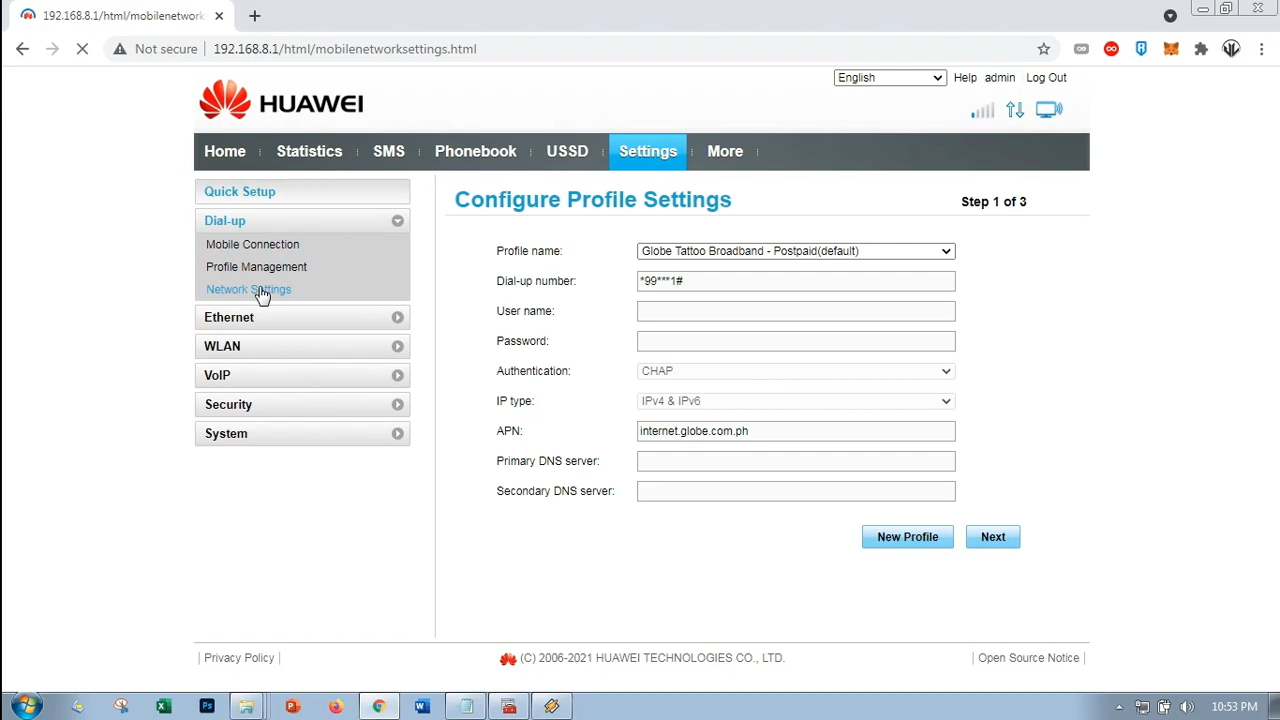 192.168.8.1/html/mobilenetwork
Not secure
192.168.8.1/html/mobilenetworksettings.html
HUAWEI
English
Help
admin
Log Out
Home
Statistics
SMS
Phonebook
USSD
Settings
More
Quick Setup
Dial-up
Mobile Connection
Profile Management
Network Settings
Ethernet
WLAN
VoIP
Security
System
Configure Profile Settings
Step 1 of 3
Profile name: Globe Tattoo Broadband - Postpaid(default)
Dial-up number: *99***1#
User name:
Password:
Authentication: CHAP
IP type: IPv4 & IPv6
APN: internet.globe.com.ph
Primary DNS server:
Secondary DNS server:
New Profile
Next
Privacy Policy
(C) 2006-2021 HUAWEI TECHNOLOGIES CO., LTD.
Open Source Notice
10:53 PM